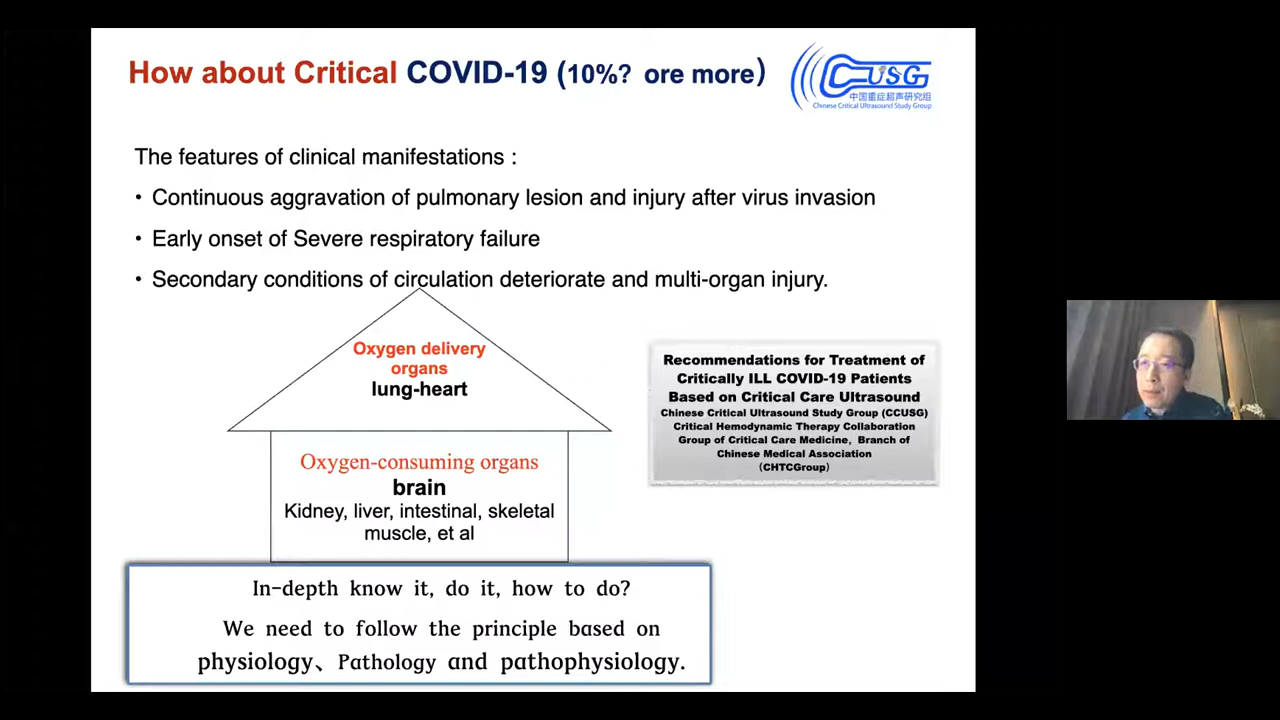 How about Critical COVID-19 (10%? ore more）
CCUSG
中国重症超声研究组
Chinese Critical Ultrasound Study Group
The features of clinical manifestations :
• Continuous aggravation of pulmonary lesion and injury after virus invasion
• Early onset of Severe respiratory failure
• Secondary conditions of circulation deteriorate and multi-organ injury.
Oxygen delivery
organs
lung-heart
Oxygen-consuming organs
brain
Kidney, liver, intestinal, skeletal
muscle, et al
Recommendations for Treatment of
Critically ILL COVID-19 Patients
Based on Critical Care Ultrasound
Chinese Critical Ultrasound Study Group (CCUSG)
Critical Hemodynamic Therapy Collaboration
Group of Critical Care Medicine，Branch of
Chinese Medical Association
（CHTCGroup）
In-depth know it, do it, how to do?
We need to follow the principle based on
physiology、Pathology and pathophysiology.